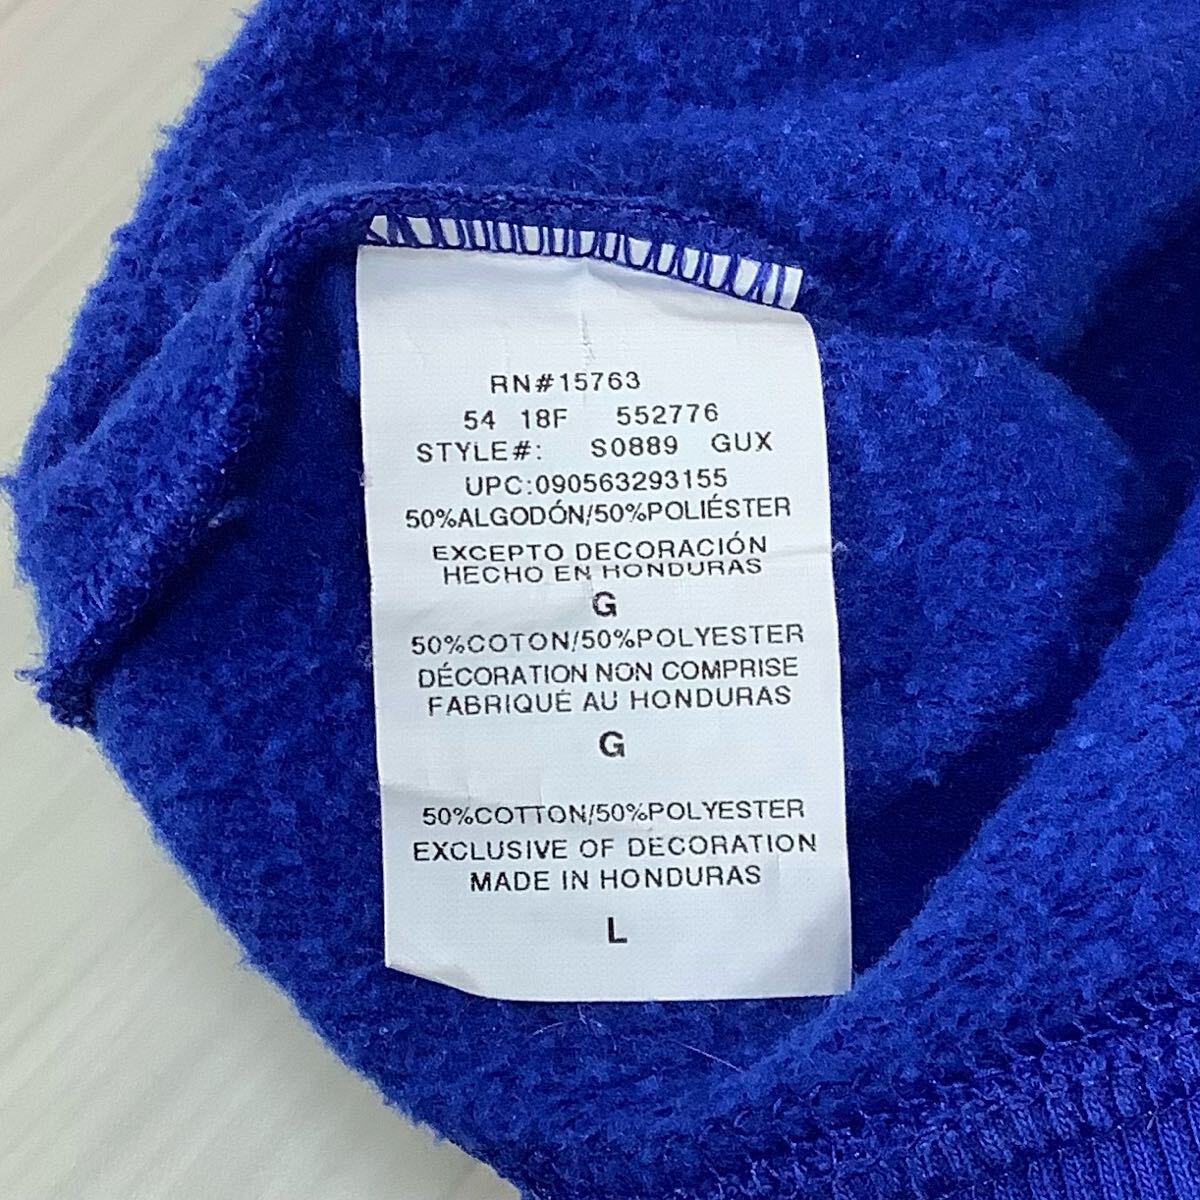 RN#15763
54 18F 552776
STYLE#: S0889 GUX
UPC:090563293155
50%ALGODÓN/50%POLIÉSTER
EXCEPTO DECORACIÓN
HECHO EN HONDURAS
G
50%COTON/50%POLYESTER
DÉCORATION NON COMPRISE
FABRIQUÉ AU HONDURAS
G
50%COTTON/50%POLYESTER
EXCLUSIVE OF DECORATION
MADE IN HONDURAS
L